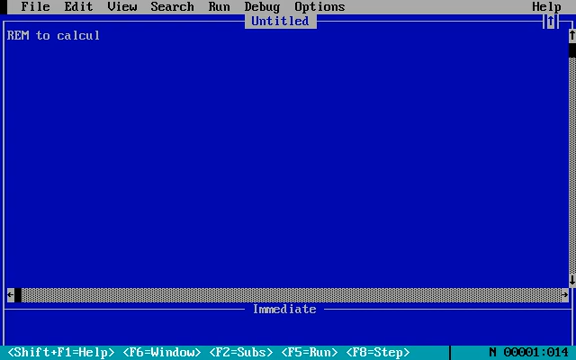 File Edit View Search Run Debug Options Help
Untitled
REM to calcul
Immediate
<Shift+F1=Help> <F6=Window> <F2=Subs> <F5=Run> <F8=Step> N 00001:014